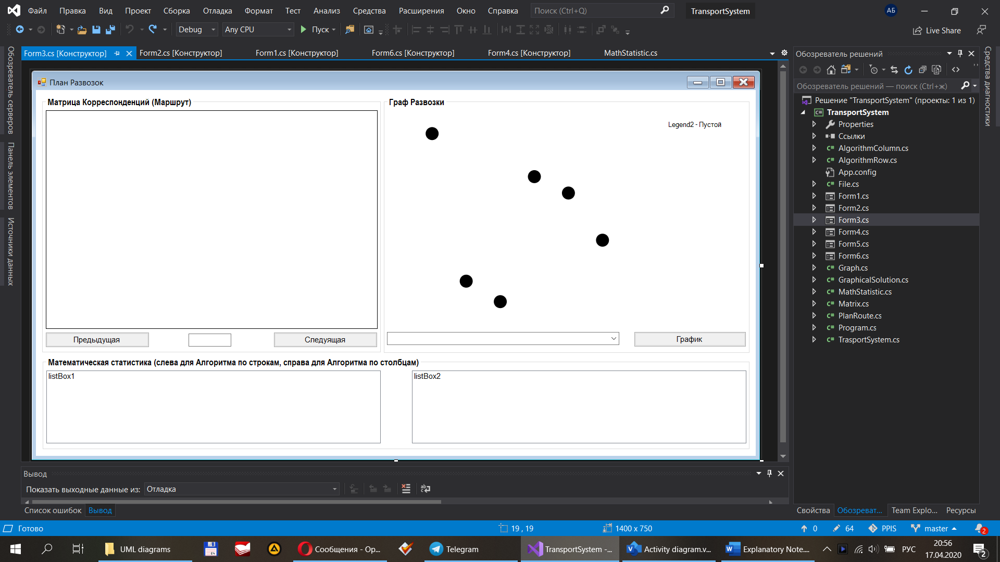 Файл Правка Вид Проект Сборка Отладка Формат Тест Анализ Средства Расширения Окно Справка Поиск (Ctrl+Q) TransportSystem АБ
Debug Any CPU Пуск Live Share
Обозреватель серверов
Панель элементов
Источники данных
Form3.cs [Конструктор] Form2.cs [Конструктор] Form1.cs [Конструктор] Form6.cs [Конструктор] Form4.cs [Конструктор] MathStatistic.cs
План Развозок
Матрица Корреспонденций (Маршрут)
Предыдущая
Следуящая
Граф Развозки
Legend2 - Пустой
График
Математическая статистика (слева для Алгоритма по строкам, справа для Алгоритма по столбцам)
listBox1
listBox2
Вывод
Показать выходные данные из: Отладка
Список ошибок Вывод
Обозреватель решений
Обозреватель решений — поиск (Ctrl+ж)
Решение "TransportSystem" (проекты: 1 из 1)
C# TransportSystem
Properties
Ссылки
C# AlgorithmColumn.cs
C# AlgorithmRow.cs
App.config
C# File.cs
Form1.cs
Form2.cs
Form3.cs
Form4.cs
Form5.cs
Form6.cs
C# Graph.cs
C# GraphicalSolution.cs
C# MathStatistic.cs
C# Matrix.cs
C# PlanRoute.cs
C# Program.cs
C# TrasportSystem.cs
Свойства Обозреват... Team Explo... Ресурсы
Средства диагностики
Готово 19 , 19 1400 x 750 0 64 PPIS master 2
UML diagrams Сообщения - Op... Telegram TransportSystem -... Activity diagram.v... Explanatory Note.... РУС 20:56
17.04.2020 2